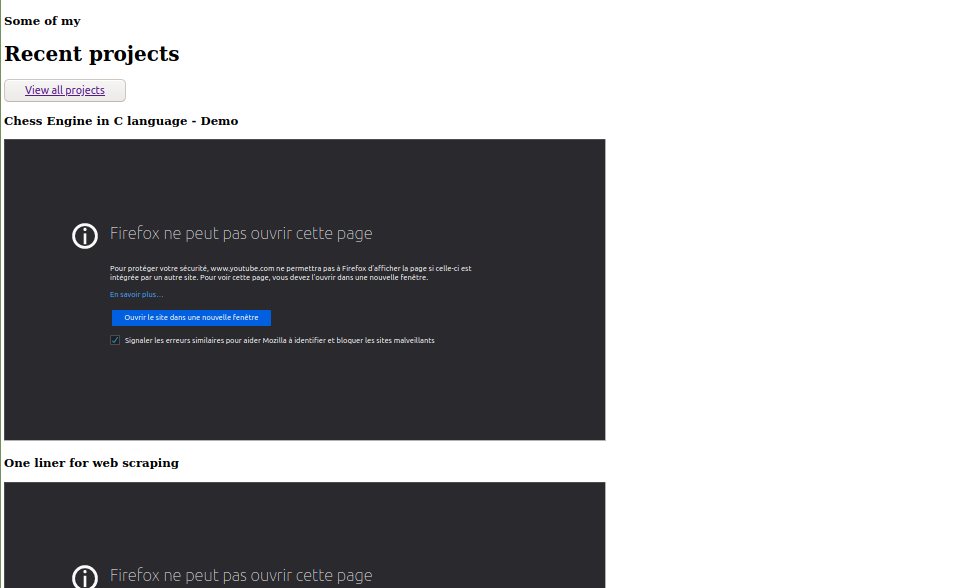 Some of my
Recent projects
View all projects
Chess Engine in C language - Demo
Firefox ne peut pas ouvrir cette page
Pour protéger votre sécurité, www.youtube.com ne permettra pas à Firefox d'afficher la page si celle-ci est
intégrée par un autre site. Pour voir cette page, vous devez l'ouvrir dans une nouvelle fenêtre.
En savoir plus…
Ouvrir le site dans une nouvelle fenêtre
Signaler les erreurs similaires pour aider Mozilla à identifier et bloquer les sites malveillants
One liner for web scraping
Firefox ne peut pas ouvrir cette page